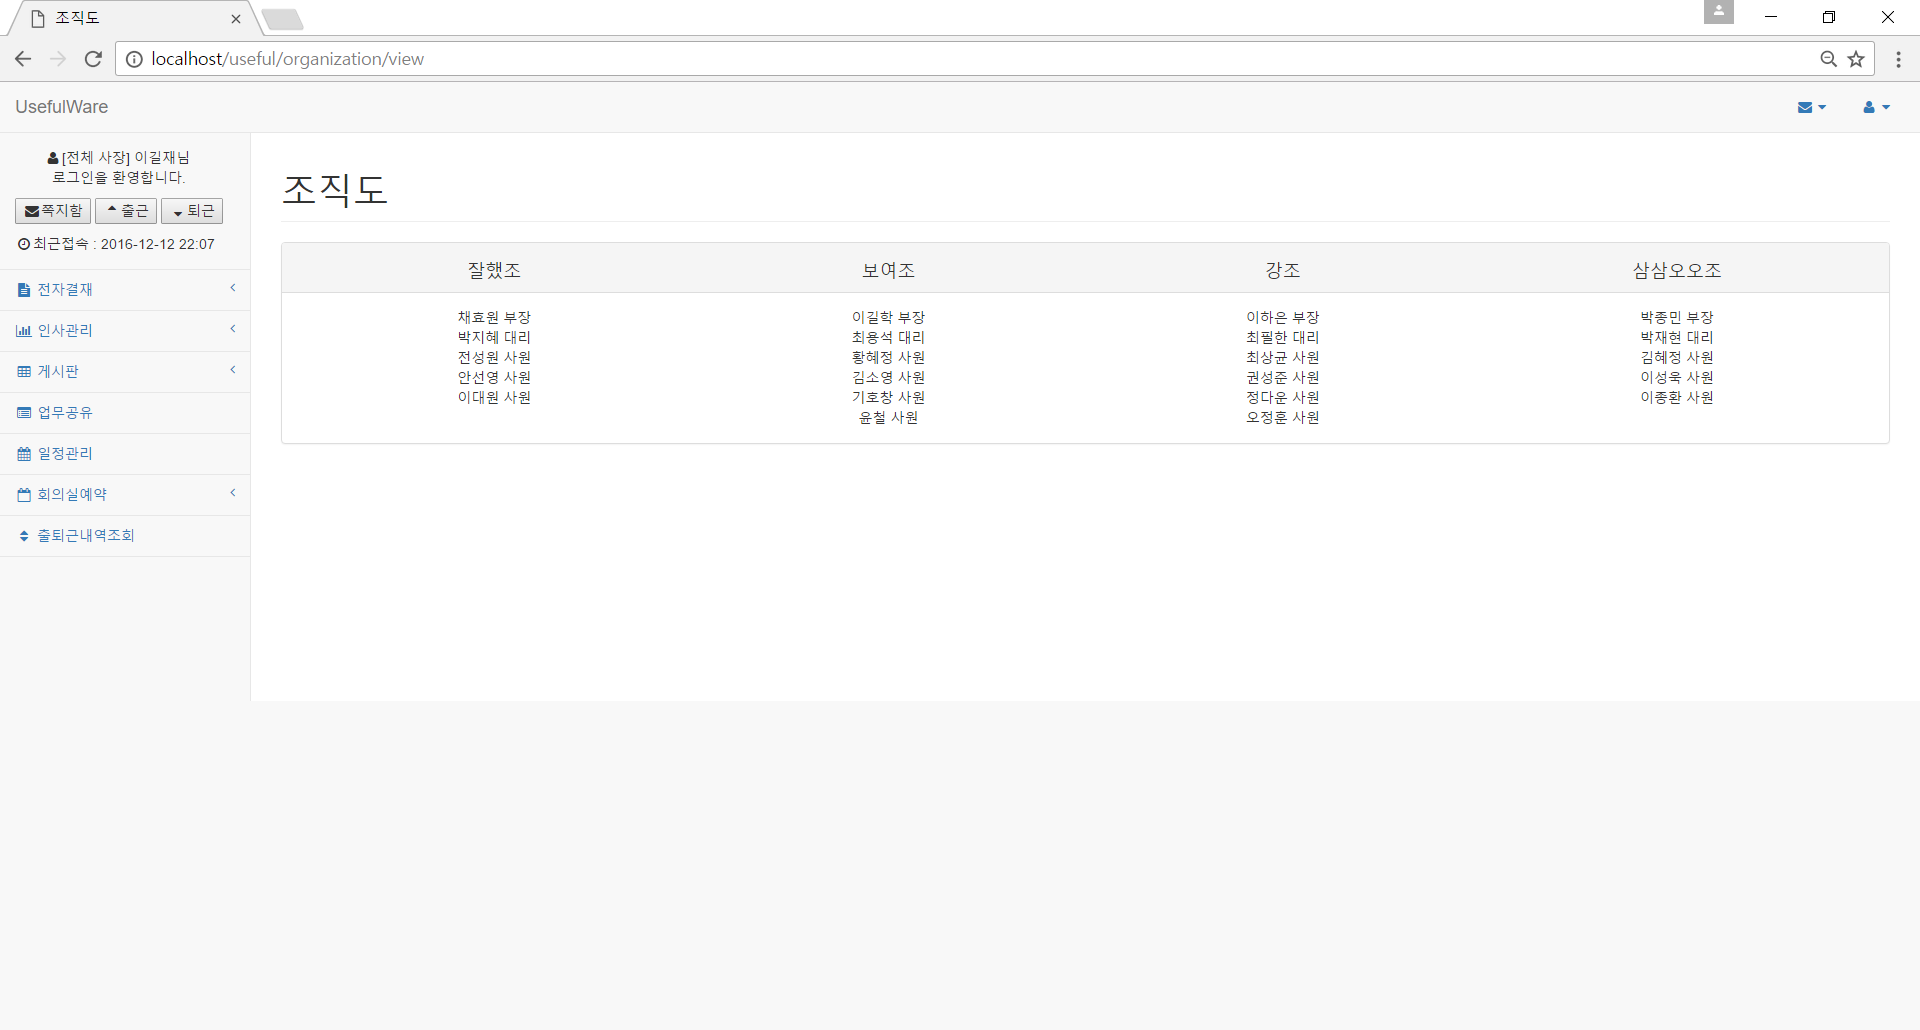 조직도
localhost/useful/organization/view
UsefulWare
[전체 사장] 이길재님
로그인을 환영합니다.
쪽지함 출근 퇴근
최근접속 : 2016-12-12 22:07
전자결재
인사관리
게시판
업무공유
일정관리
회의실예약
출퇴근내역조회
조직도
잘했조 보여조 강조 삼삼오오조
채효원 부장 이길학 부장 이하은 부장 박종민 부장
박지혜 대리 최용석 대리 최필한 대리 박재현 대리
전성원 사원 황혜정 사원 최상균 사원 김혜정 사원
안선영 사원 김소영 사원 권성준 사원 이성욱 사원
이대원 사원 기호창 사원 정다운 사원 이종환 사원
윤철 사원 오정훈 사원